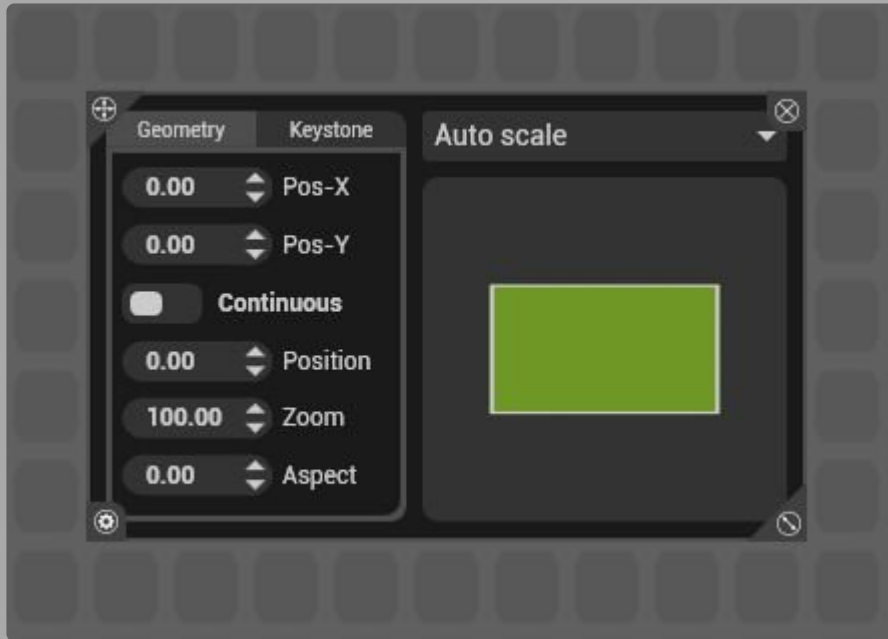 Geometry
Keystone
Auto scale
0.00 Pos-X
0.00 Pos-Y
Continuous
0.00 Position
100.00 Zoom
0.00 Aspect